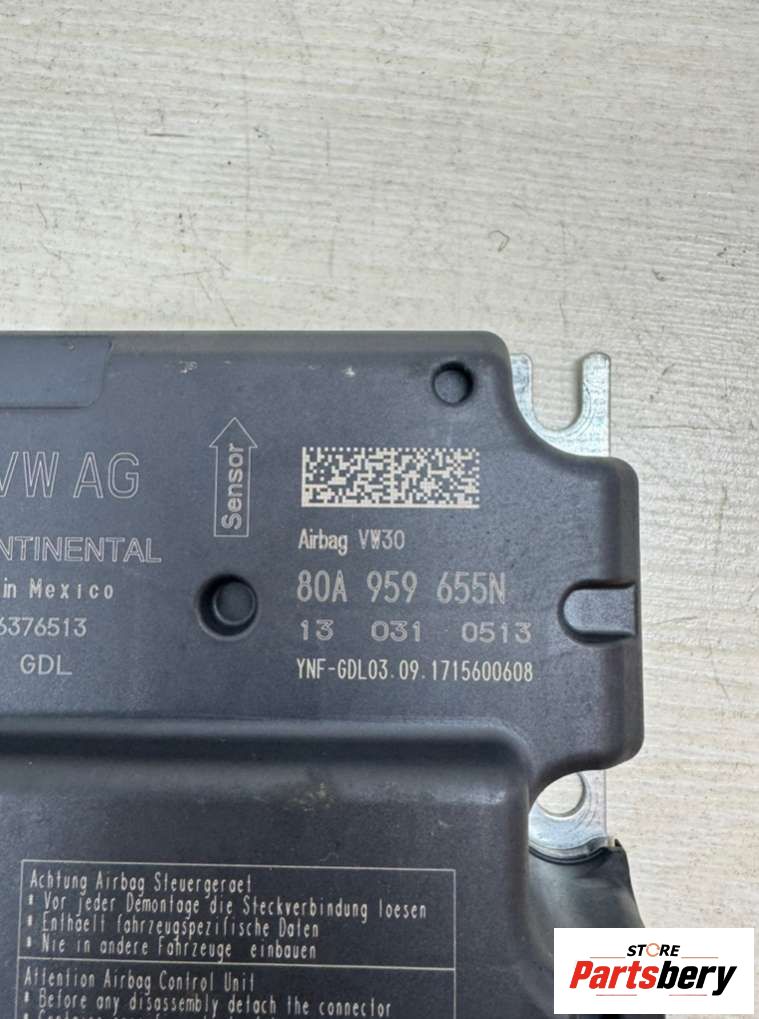 VW AG
Sensor
NTINENTAL
in Mexico
6376513
GDL
Airbag VW30
80A 959 655N
13 031 0513
YNF-GDL03.09.1715600608
Achtung Airbag Steuergeraet
* Vor jeder Demontage die Steckverbindung loesen
* Enthaelt fahrzeugspezifische Daten
* Nie in andere Fahrzeuge einbauen
Attention Airbag Control Unit
* Before any disassembly detach the connector
STORE
Partsbery